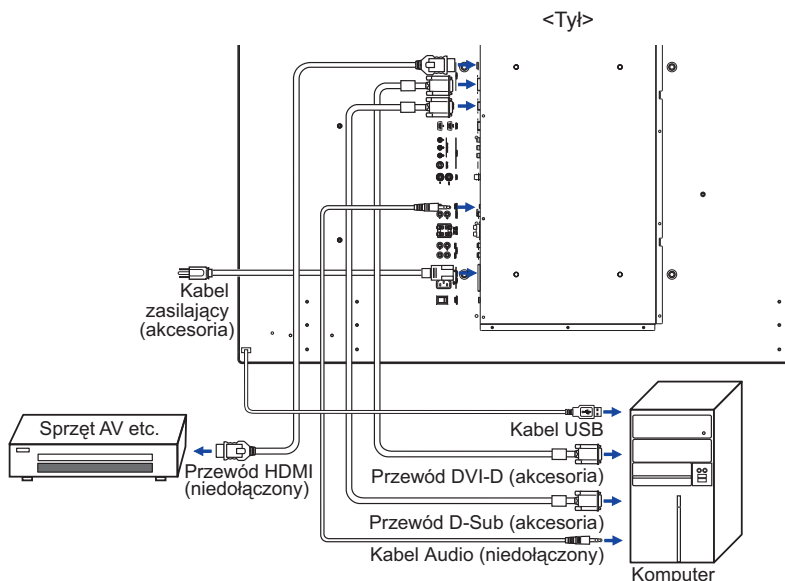 <Tył>
Kabel
zasilający
(akcesoria)
Sprzęt AV etc.
Kabel USB
Przewód HDMI
(niedołączony)
Przewód DVI-D (akcesoria)
Przewód D-Sub (akcesoria)
Kabel Audio (niedołączony)
Komputer